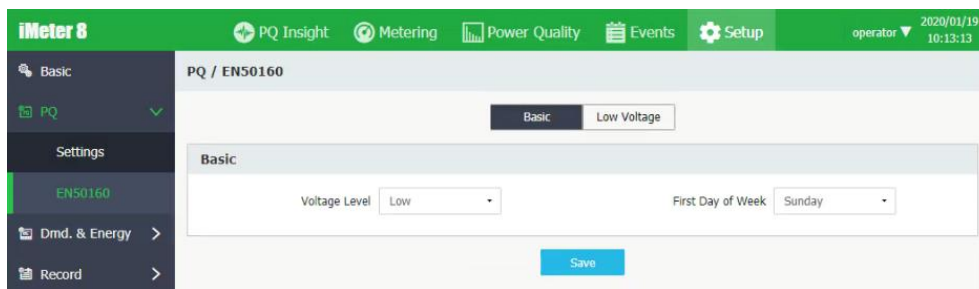 iMeter 8
PQ Insight
Metering
Power Quality
Events
Setup
operator
2020/01/19
10:13:13
Basic
PQ
Settings
EN50160
Dmd. & Energy
Record
PQ / EN50160
Basic
Low Voltage
Basic
Voltage Level
Low
First Day of Week
Sunday
Save